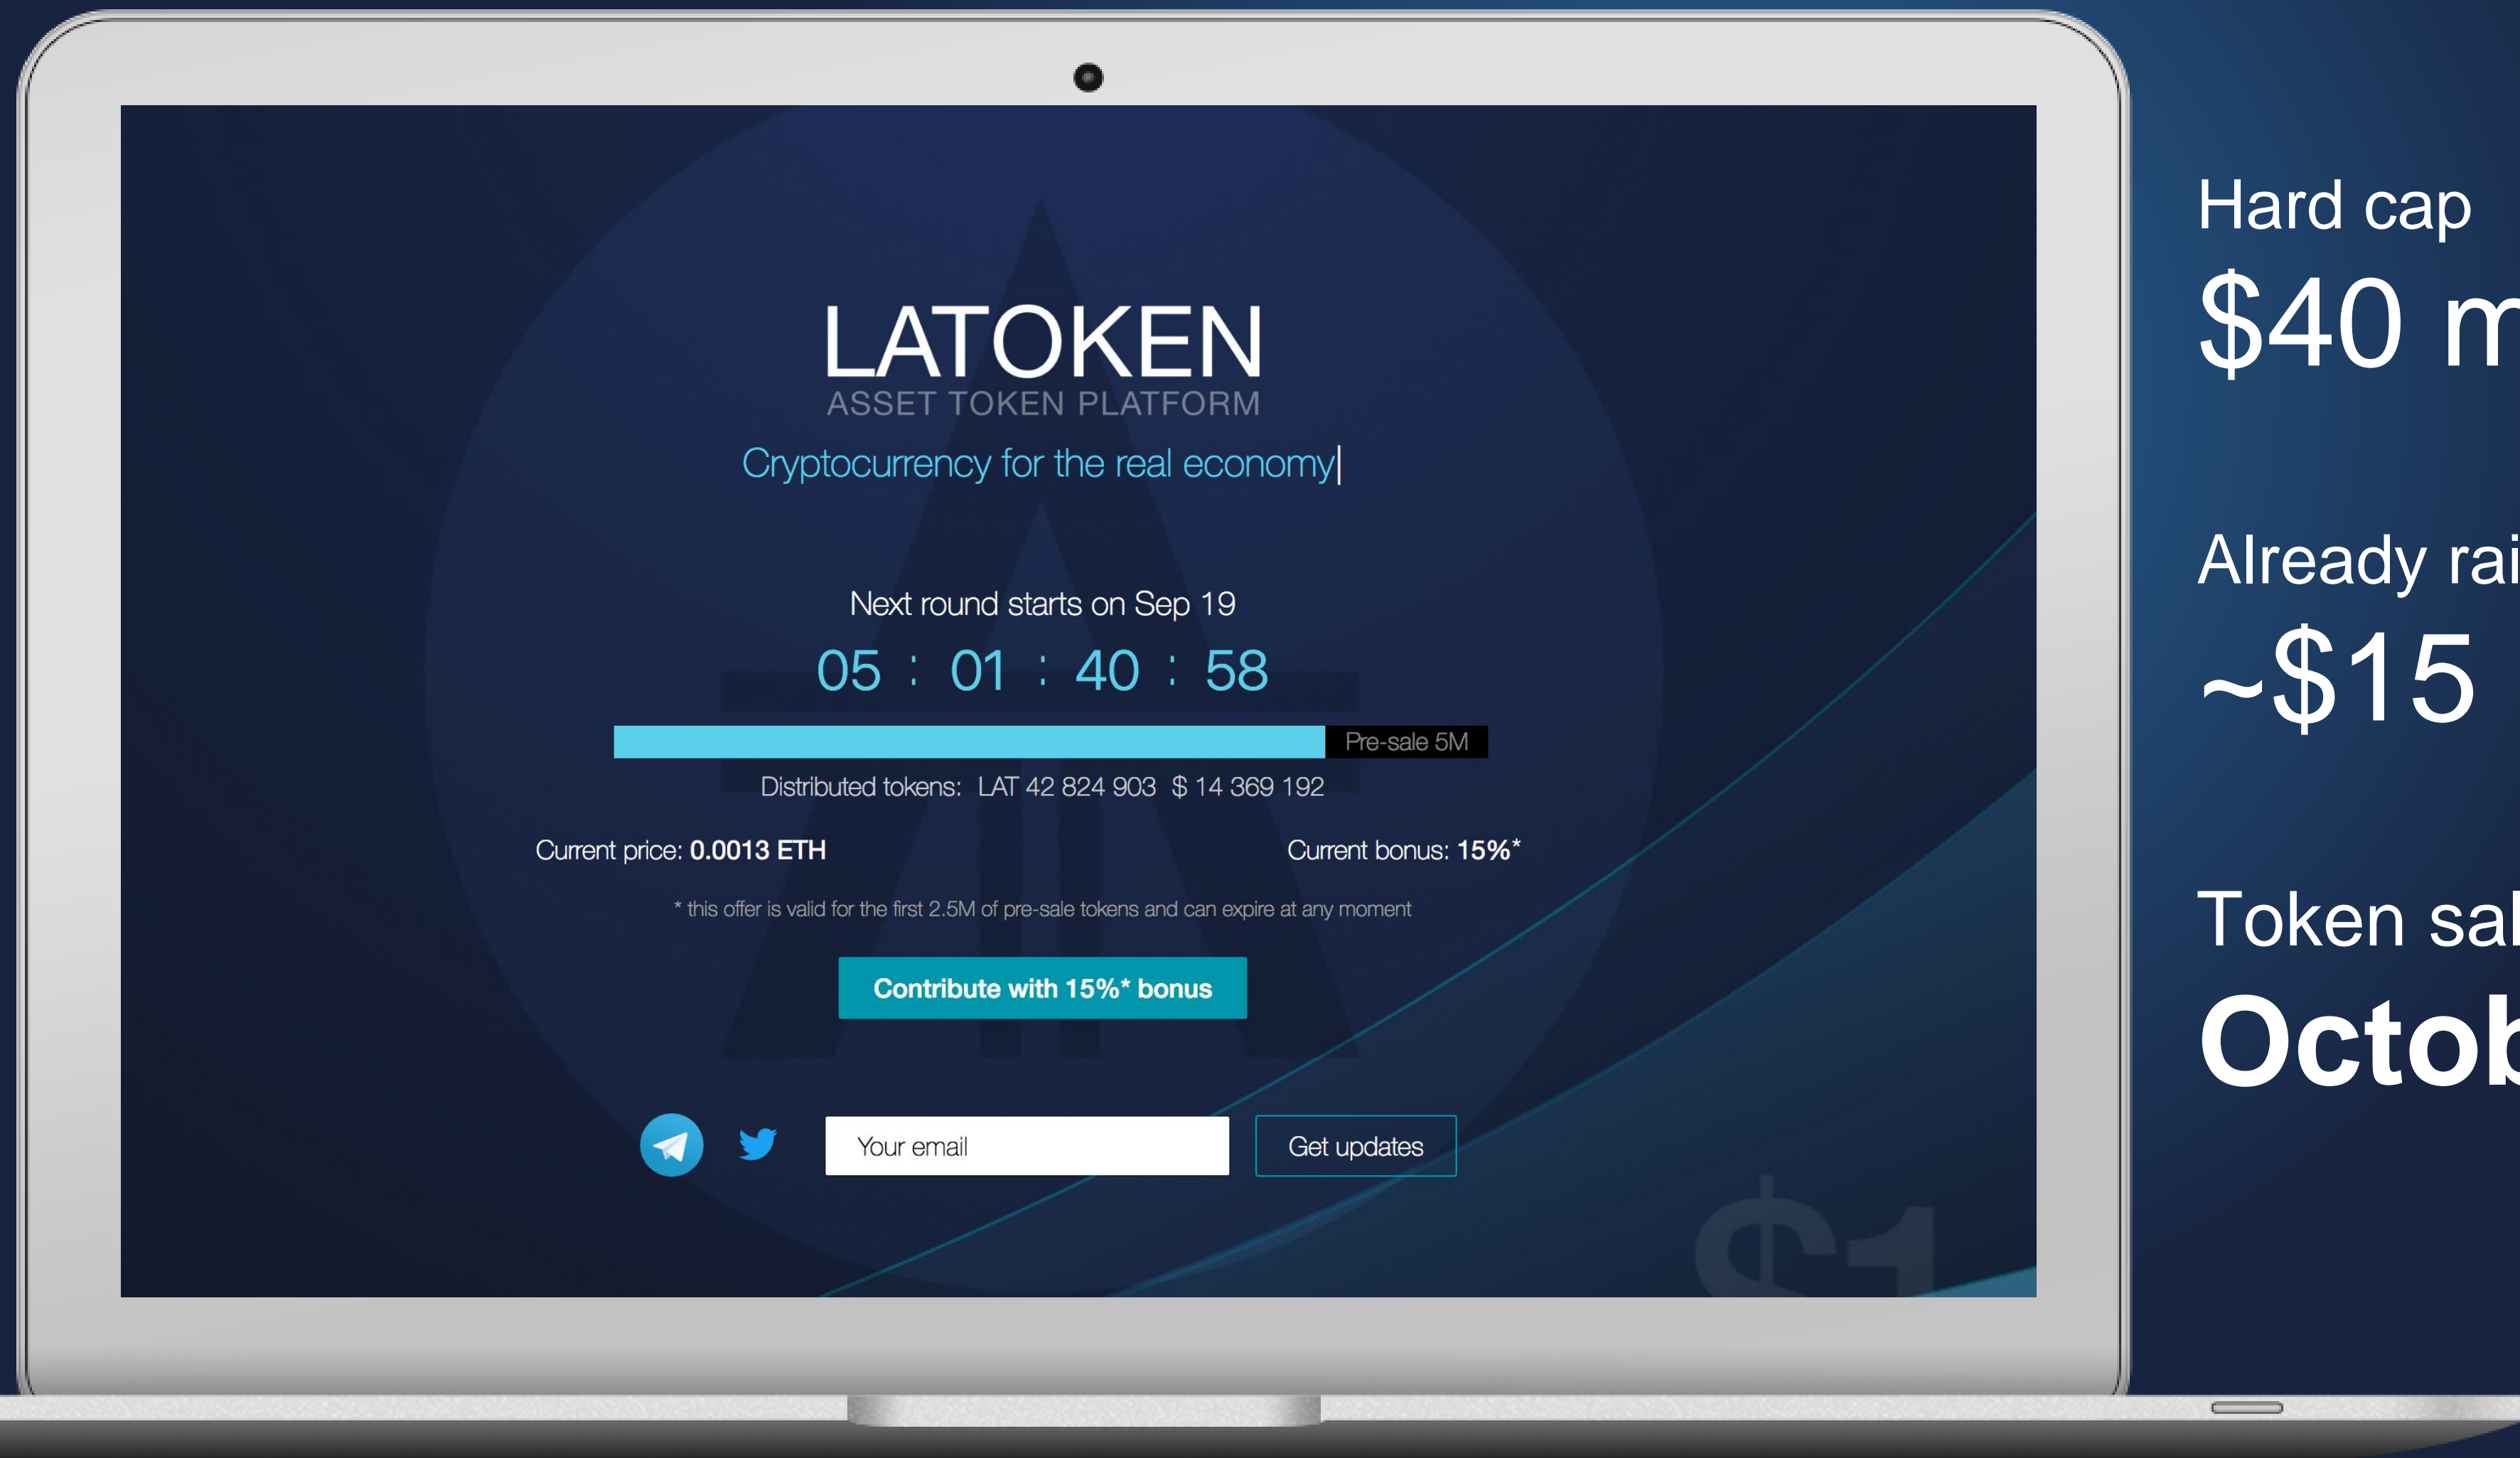 LATOKEN
ASSET TOKEN PLATFORM
Cryptocurrency for the real economy
Next round starts on Sep 19
05 : 01 : 40 : 58
Pre-sale 5M
Distributed tokens: LAT 42 824 903 $ 14 369 192
Current price: 0.0013 ETH
Current bonus: 15%*
* this offer is valid for the first 2.5M of pre-sale tokens and can expire at any moment
Contribute with 15%* bonus
Your email
Get updates
$1
Hard cap
$40
Already
~$15
Token